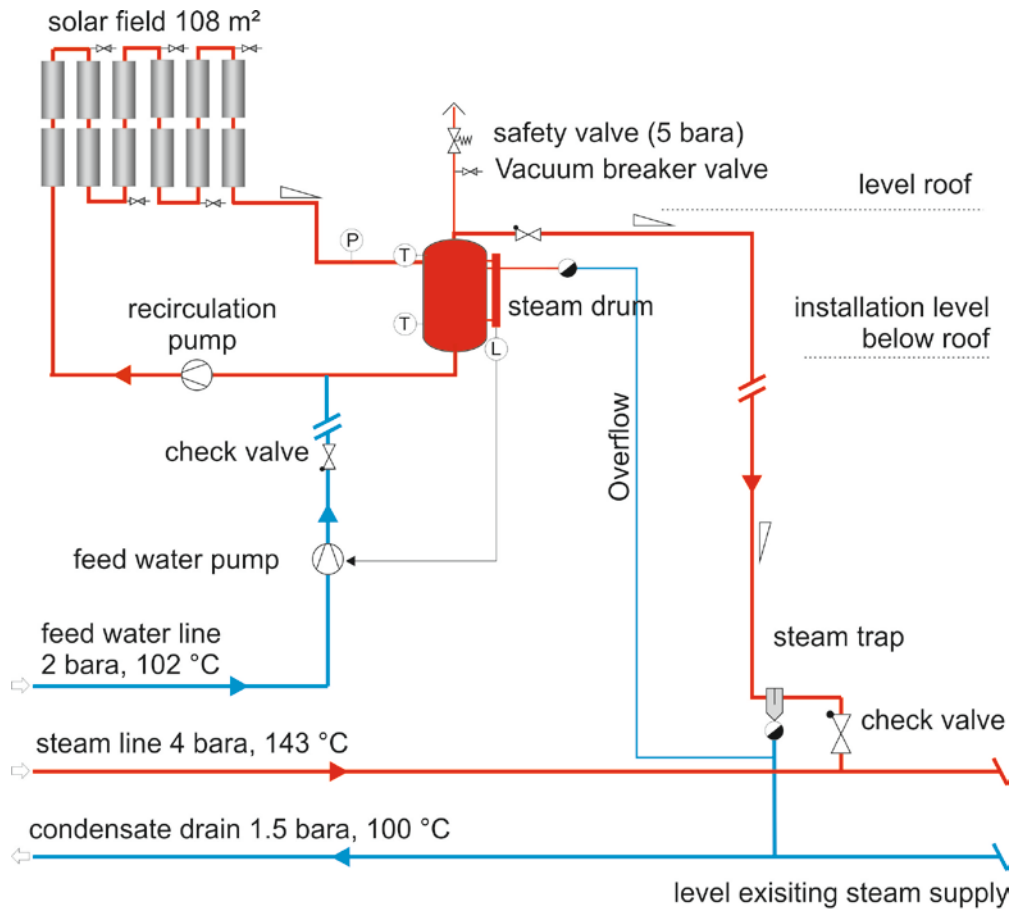 solar field 108 m²
safety valve (5 bara)
Vacuum breaker valve
level roof
P
T
steam drum
installation level
below roof
recirculation
pump
T
L
check valve
Overflow
feed water pump
feed water line
2 bara, 102 °C
steam trap
check valve
steam line 4 bara, 143 °C
condensate drain 1.5 bara, 100 °C
level exisiting steam supply